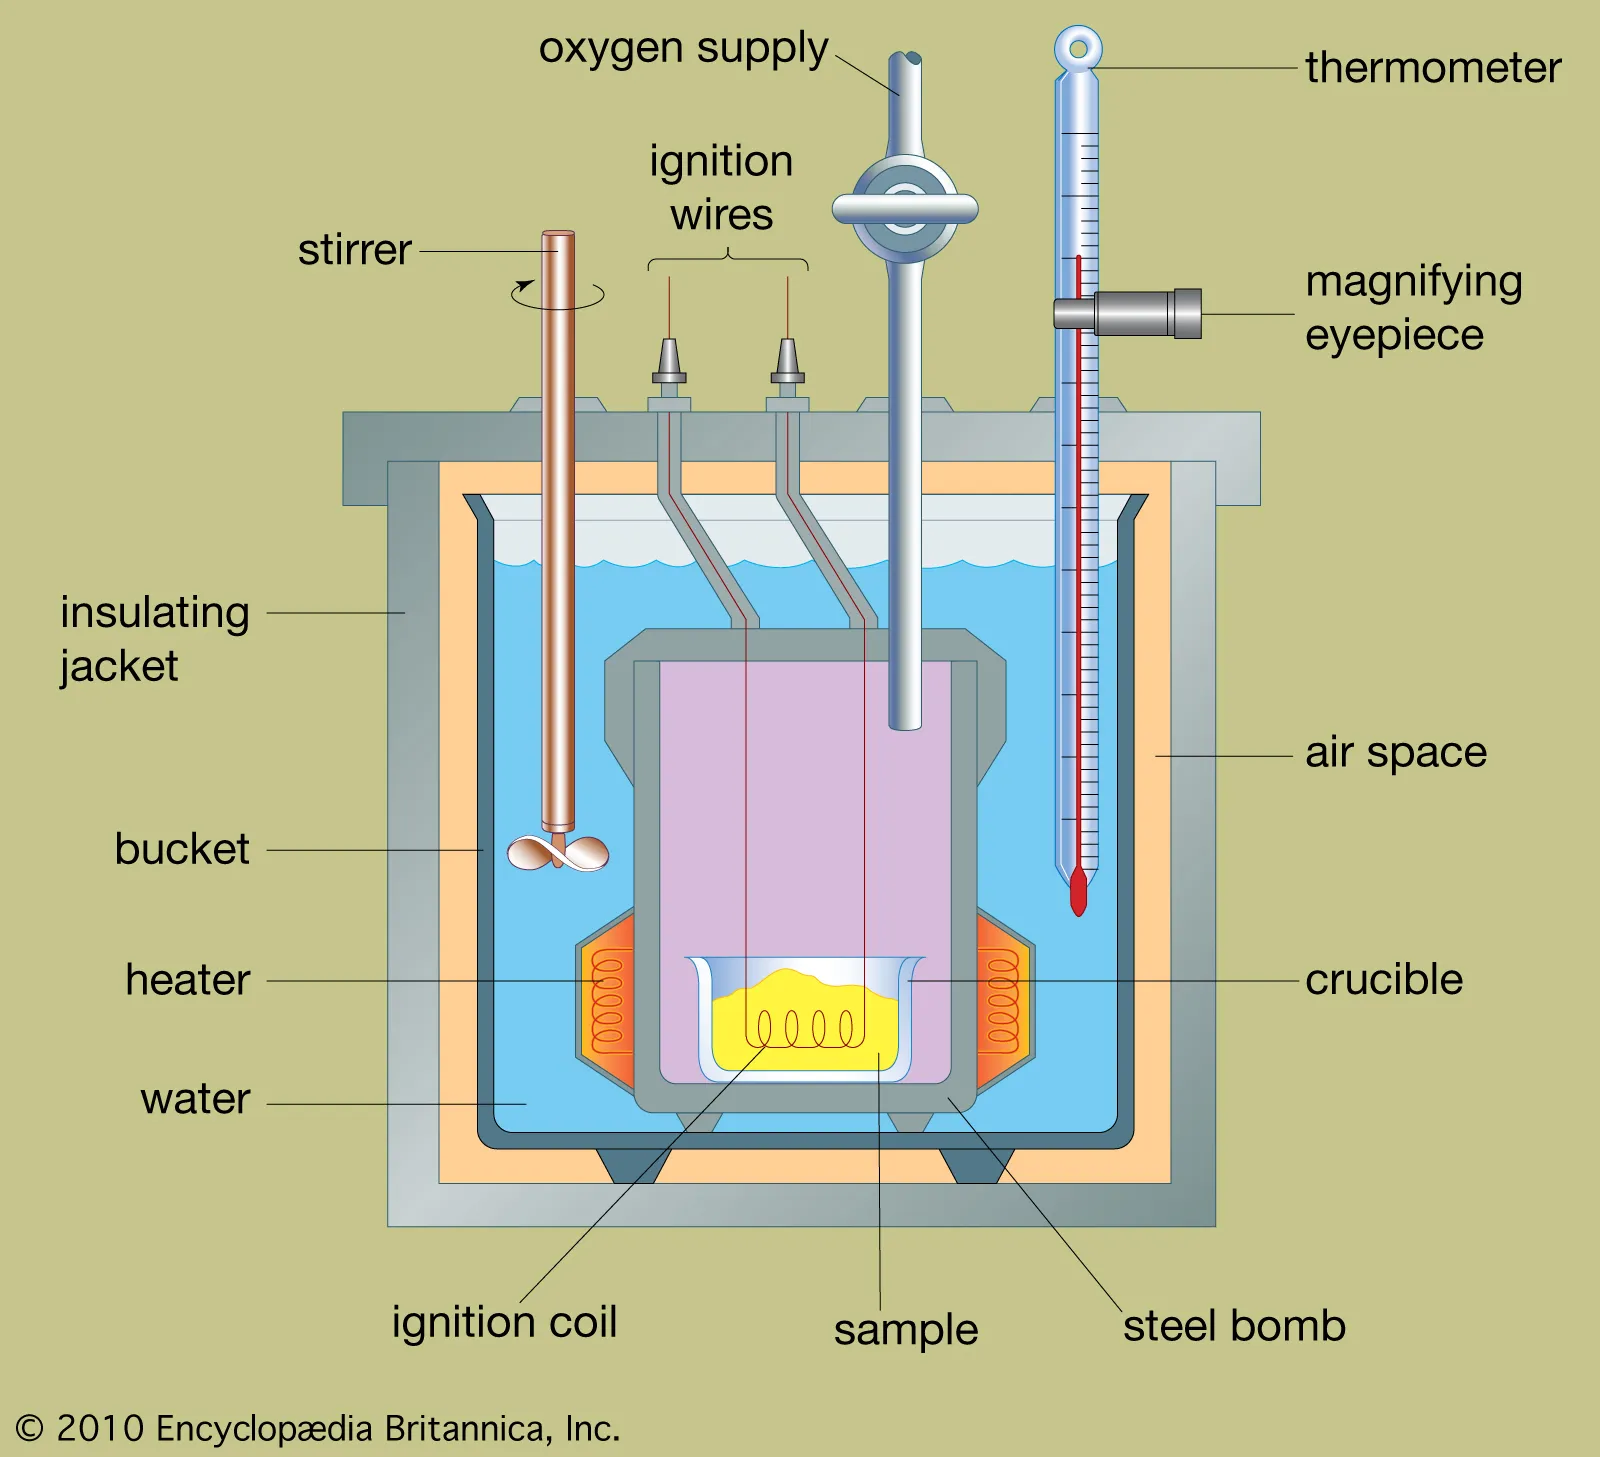 oxygen supply
thermometer
ignition
wires
stirrer
magnifying
eyepiece
insulating
jacket
air space
bucket
heater
crucible
water
ignition coil
sample
steel bomb
© 2010 Encyclopædia Britannica, Inc.